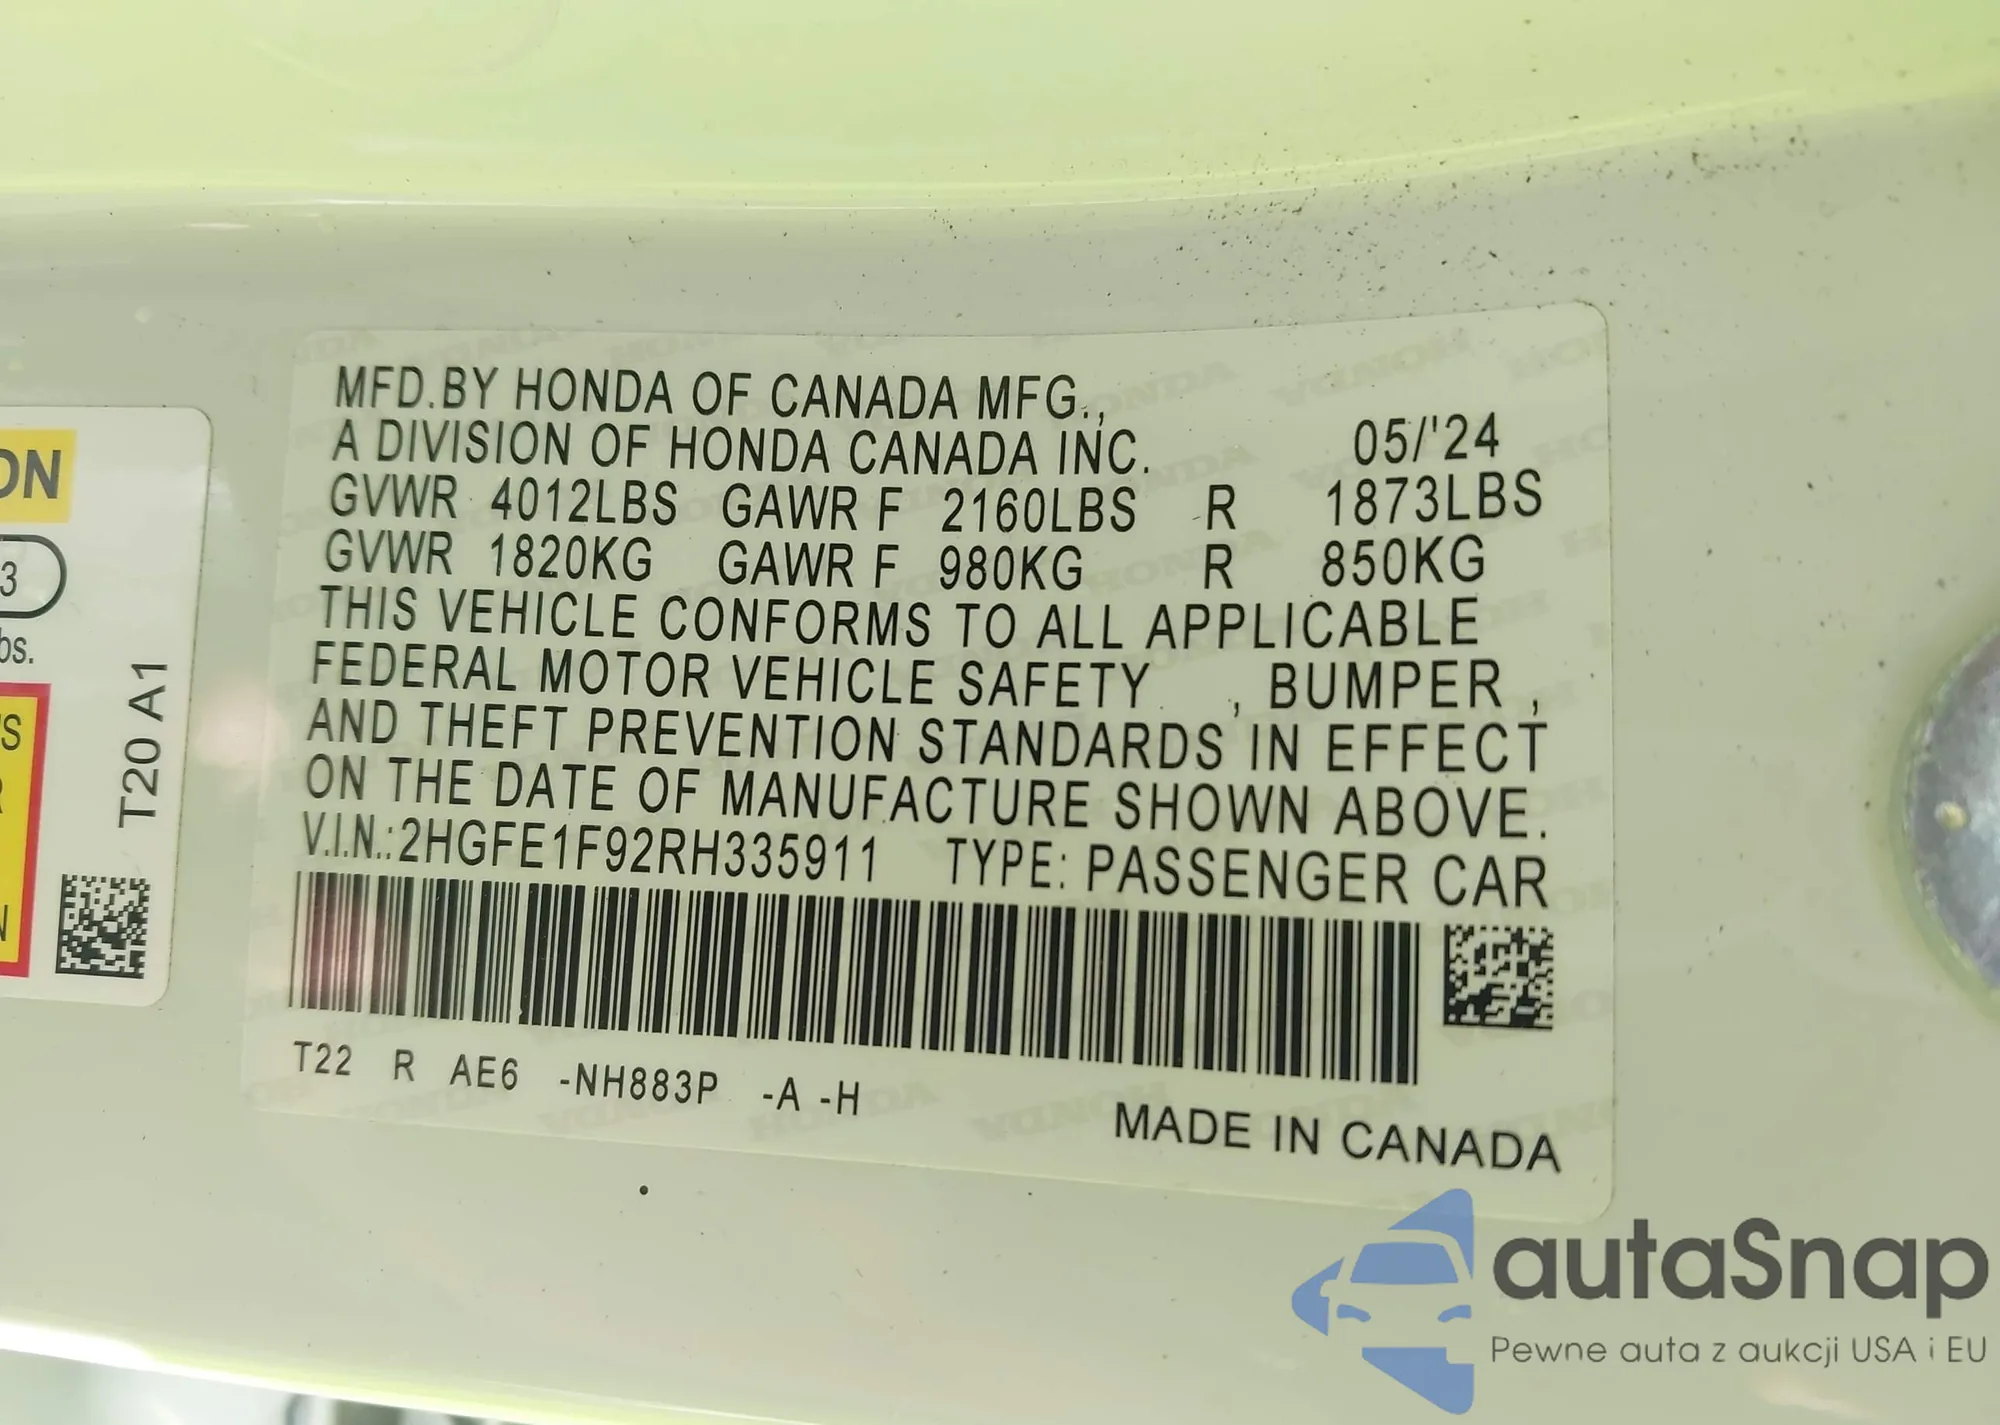 MFD.BY HONDA OF CANADA MFG.,
A DIVISION OF HONDA CANADA INC. 05/'24
GVWR 4012LBS GAWR F 2160LBS R 1873LBS
GVWR 1820KG GAWR F 980KG R 850KG
THIS VEHICLE CONFORMS TO ALL APPLICABLE
FEDERAL MOTOR VEHICLE SAFETY , BUMPER ,
AND THEFT PREVENTION STANDARDS IN EFFECT
ON THE DATE OF MANUFACTURE SHOWN ABOVE.
V.I.N.:2HGFE1F92RH335911 TYPE: PASSENGER CAR
T22 R AE6 -NH883P -A -H
MADE IN CANADA
ON
3
bs.
T20 A1
autaSnap
Pewne auta z aukcji USA i EU